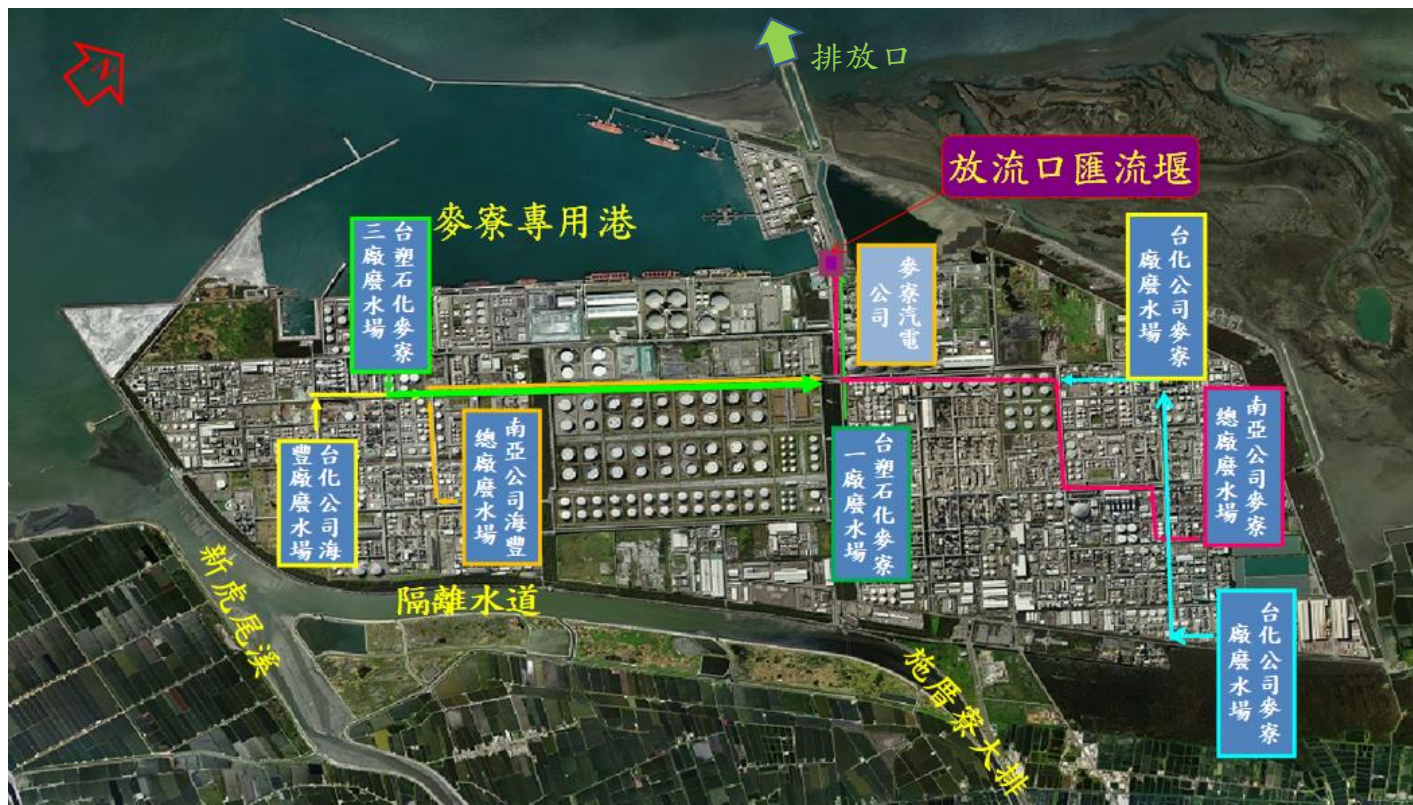 排放口
放流口匯流堰
麥寮專用港
台塑石化麥寮
三廠廢水場
麥寮汽電
公司
台化公司麥寮
廠廢水場
南亞公司麥寮
總廠廢水場
台化公司海
豐廠廢水場
南亞公司海豐
總廠廢水場
台塑石化麥寮
一廠廢水場
台化公司麥寮
廠廢水場
隔離水道
新虎尾溪
施厝寮大排